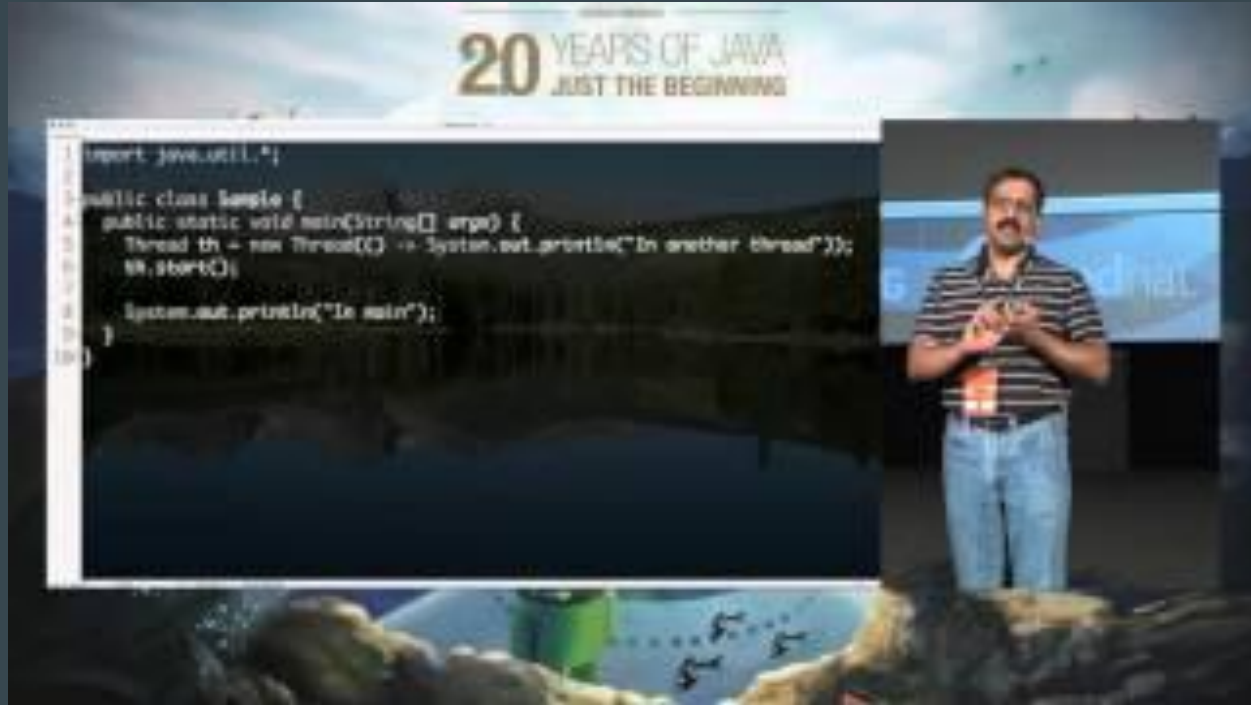 20 YEARS OF JAVA
JUST THE BEGINNING
import java.util.*;
public class Sample {
public static void main(String[] args) {
Thread th = new Thread(() -> System.out.println("In another thread"));
th.start();
System.out.println("In main");
}
}